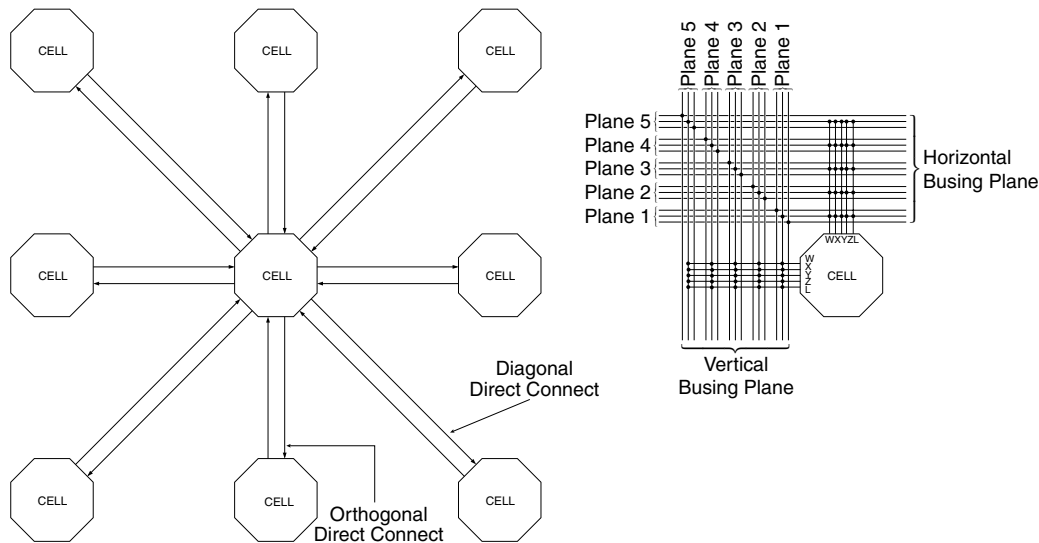 CELL
CELL
CELL
CELL
CELL
CELL
CELL
CELL
CELL
Diagonal
Direct Connect
Orthogonal
Direct Connect
Plane 5
Plane 4
Plane 3
Plane 2
Plane 1
Plane 5
Plane 4
Plane 3
Plane 2
Plane 1
Horizontal
Busing Plane
WXYZL
W
X
Y
Z
L
CELL
Vertical
Busing Plane